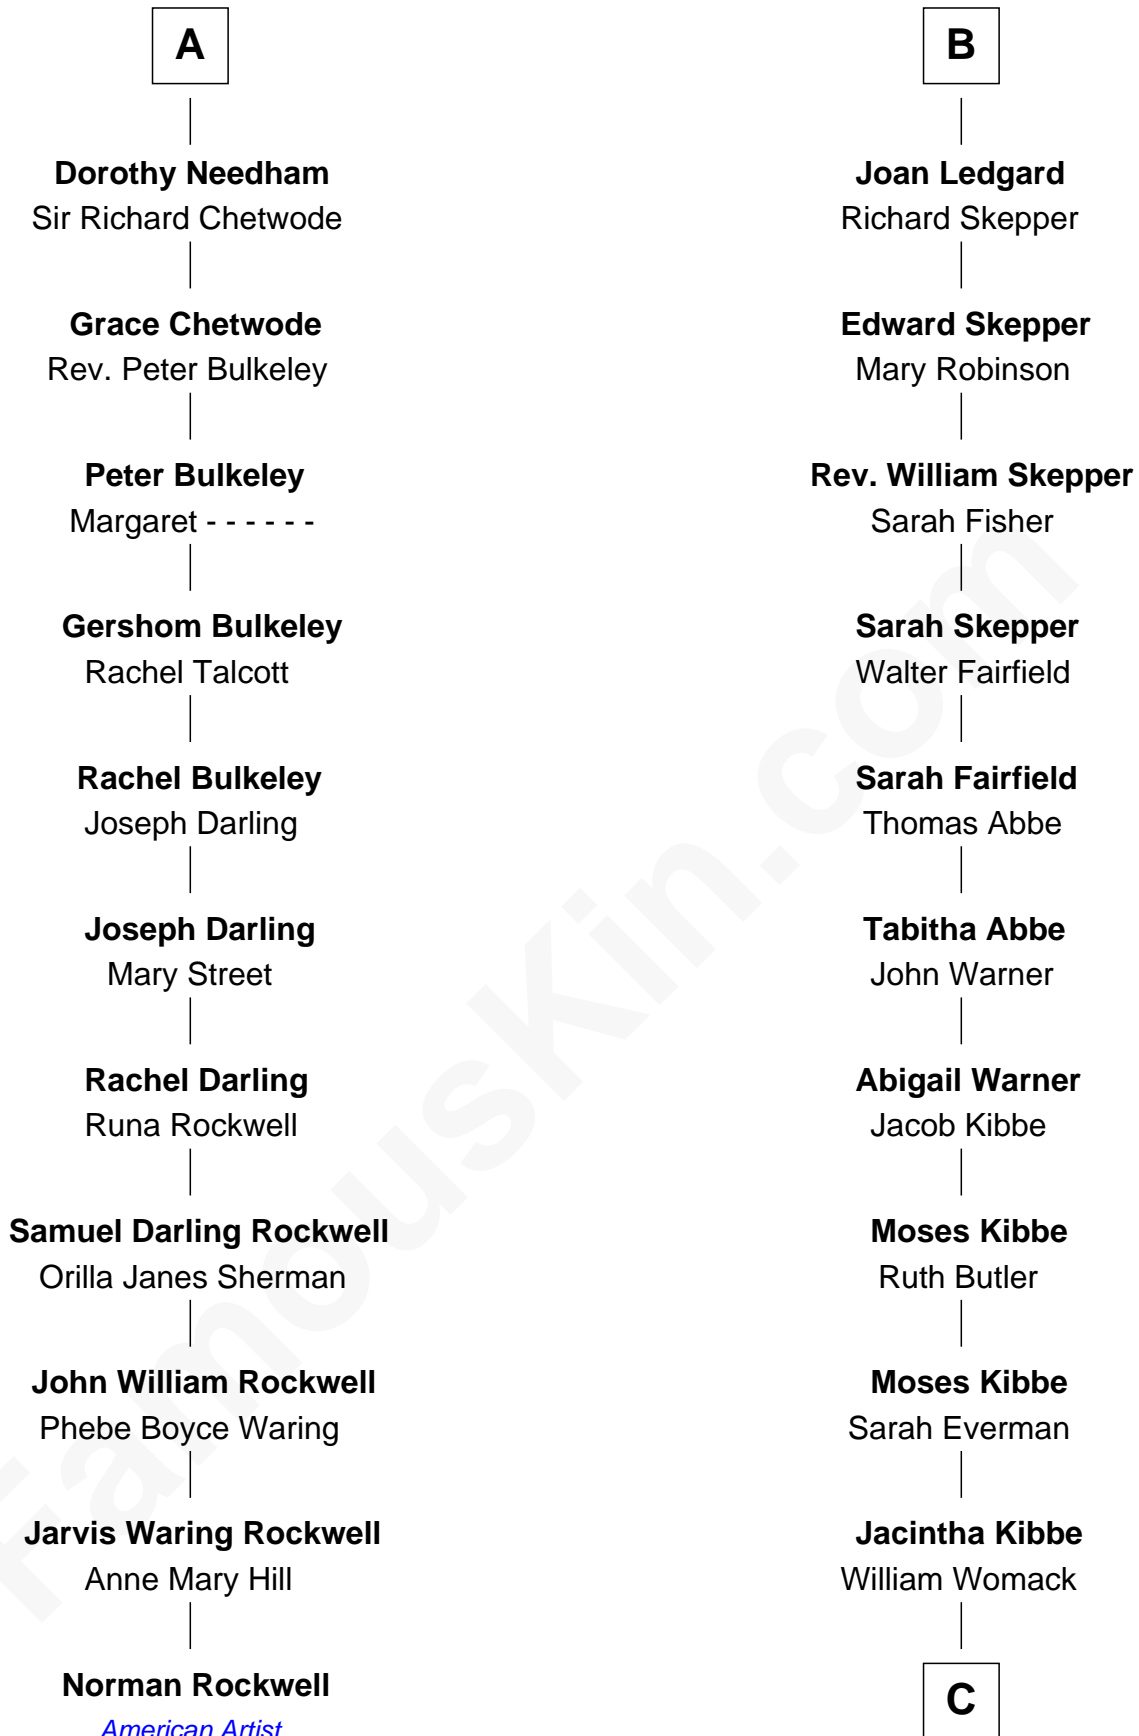 A
Dorothy Needham
Sir Richard Chetwode
Grace Chetwode
Rev. Peter Bulkeley
Peter Bulkeley
Margaret - - - - - -
Gershom Bulkeley
Rachel Talcott
Rachel Bulkeley
Joseph Darling
Joseph Darling
Mary Street
Rachel Darling
Runa Rockwell
Samuel Darling Rockwell
Orilla Janes Sherman
John William Rockwell
Phebe Boyce Waring
Jarvis Waring Rockwell
Anne Mary Hill
Norman Rockwell
American Artist
B
Joan Ledgard
Richard Skepper
Edward Skepper
Mary Robinson
Rev. William Skepper
Sarah Fisher
Sarah Skepper
Walter Fairfield
Sarah Fairfield
Thomas Abbe
Tabitha Abbe
John Warner
Abigail Warner
Jacob Kibbe
Moses Kibbe
Ruth Butler
Moses Kibbe
Sarah Everman
Jacintha Kibbe
William Womack
C
FamousKin.com